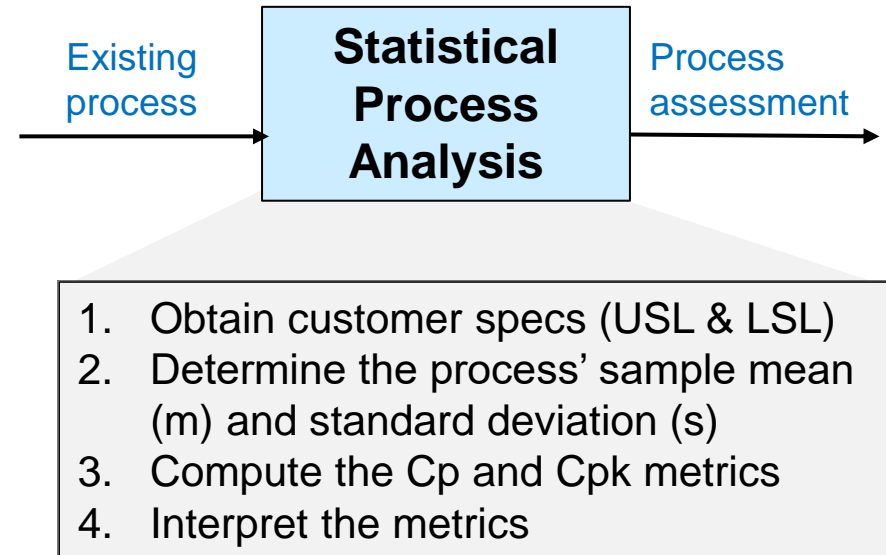 Existing
process
Statistical
Process
Analysis
Process
assessment
1. Obtain customer specs (USL & LSL)
2. Determine the process’ sample mean
(m) and standard deviation (s)
3. Compute the Cp and Cpk metrics
4. Interpret the metrics